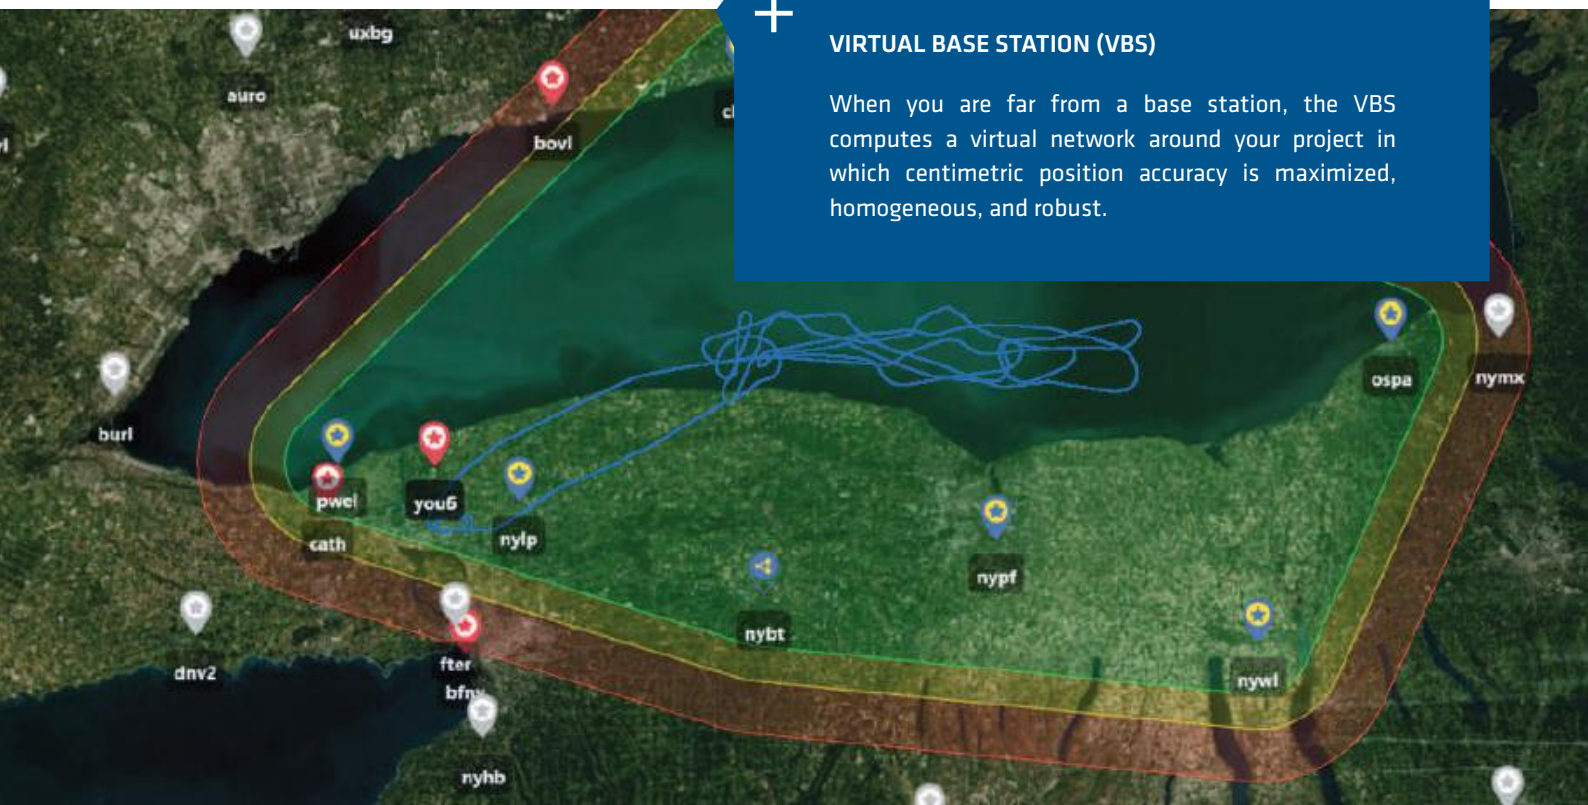 VIRTUAL BASE STATION (VBS)
When you are far from a base station, the VBS
computes a virtual network around your project in
which centimetric position accuracy is maximized,
homogeneous, and robust.
uxbg
auro
bovl
burl
ospa
nymx
pwel
you6
cath
nylp
nypf
nybt
dnv2
fter
nywl
nyhb